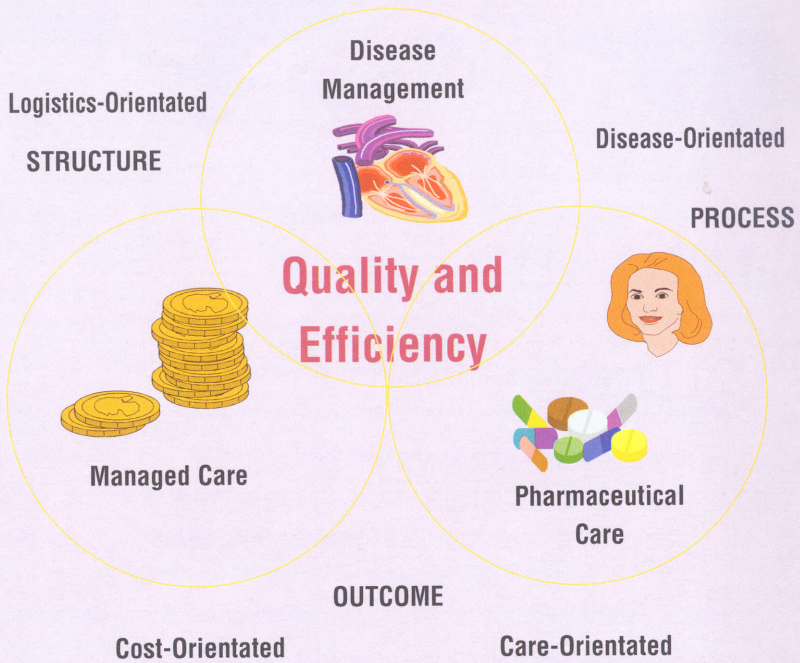 Disease
Management
Logistics-Orientated
STRUCTURE
Disease-Orientated
PROCESS
Quality and
Efficiency
Managed Care
Pharmaceutical
Care
OUTCOME
Cost-Orientated
Care-Orientated